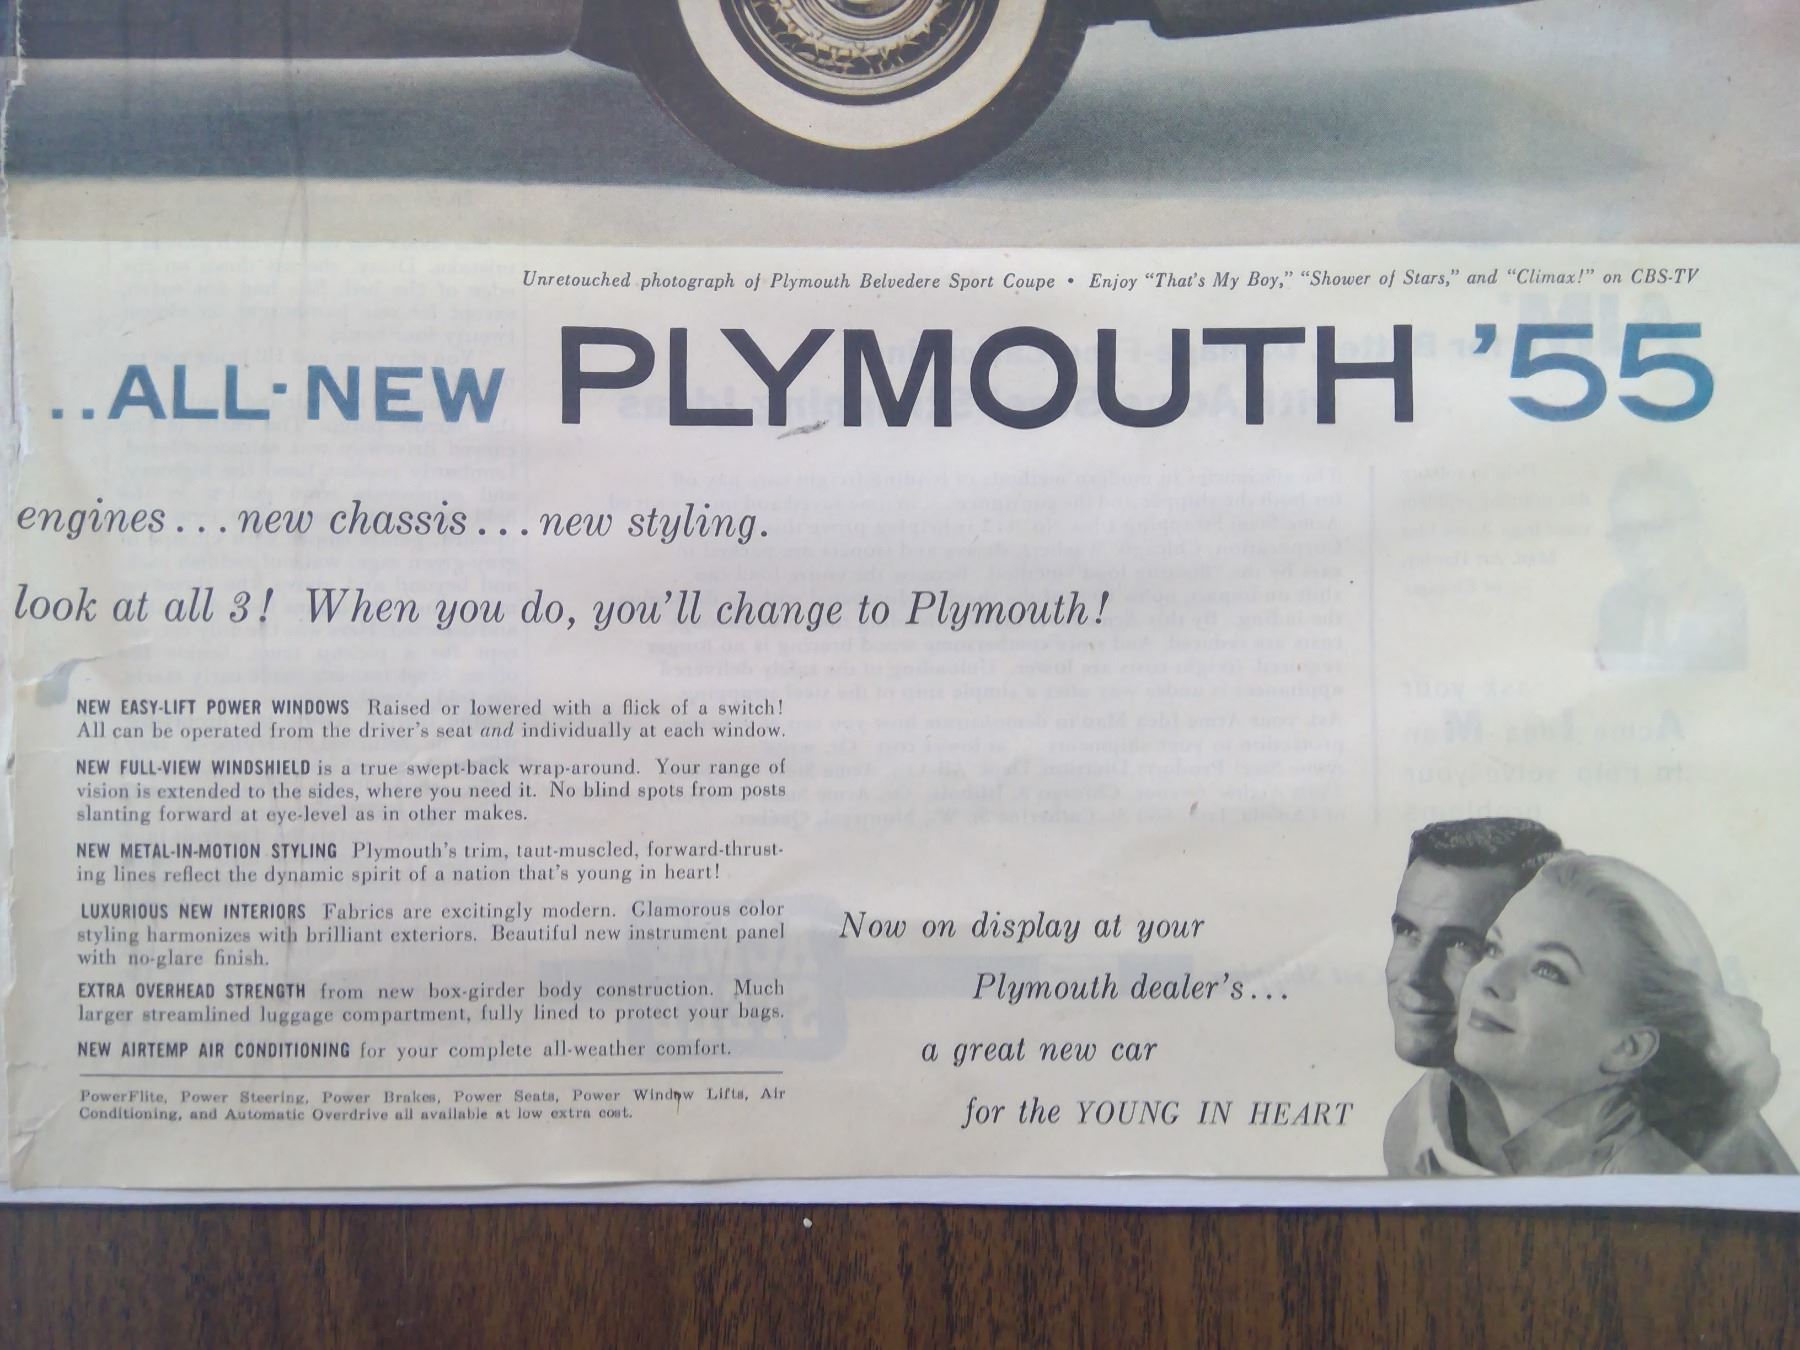 Unretouched photograph of Plymouth Belvedere Sport Coupe • Enjoy “That’s My Boy,” “Shower of Stars,” and “Climax!” on CBS-TV
..ALL-NEW PLYMOUTH ’55
engines... new chassis... new styling.
look at all 3! When you do, you’ll change to Plymouth!
NEW EASY-LIFT POWER WINDOWS Raised or lowered with a flick of a switch!
All can be operated from the driver’s seat and individually at each window.
NEW FULL-VIEW WINDSHIELD is a true swept-back wrap-around. Your range of
vision is extended to the sides, where you need it. No blind spots from posts
slanting forward at eye-level as in other makes.
NEW METAL-IN-MOTION STYLING Plymouth’s trim, taut-muscled, forward-thrust-
ing lines reflect the dynamic spirit of a nation that’s young in heart!
LUXURIOUS NEW INTERIORS Fabrics are excitingly modern. Glamorous color
styling harmonizes with brilliant exteriors. Beautiful new instrument panel
with no-glare finish.
EXTRA OVERHEAD STRENGTH from new box-girder body construction. Much
larger streamlined luggage compartment, fully lined to protect your bags.
NEW AIRTEMP AIR CONDITIONING for your complete all-weather comfort.
PowerFlite, Power Steering, Power Brakes, Power Seats, Power Window Lifts, Air
Conditioning, and Automatic Overdrive all available at low extra cost.
Now on display at your
Plymouth dealer’s...
a great new car
for the YOUNG IN HEART